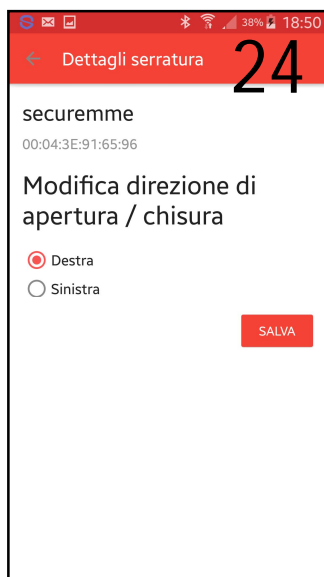 38% 18:50
Dettagli serratura
24
securemme
00:04:3E:91:65:96
Modifica direzione di
apertura / chisura
Destra
Sinistra
SALVA